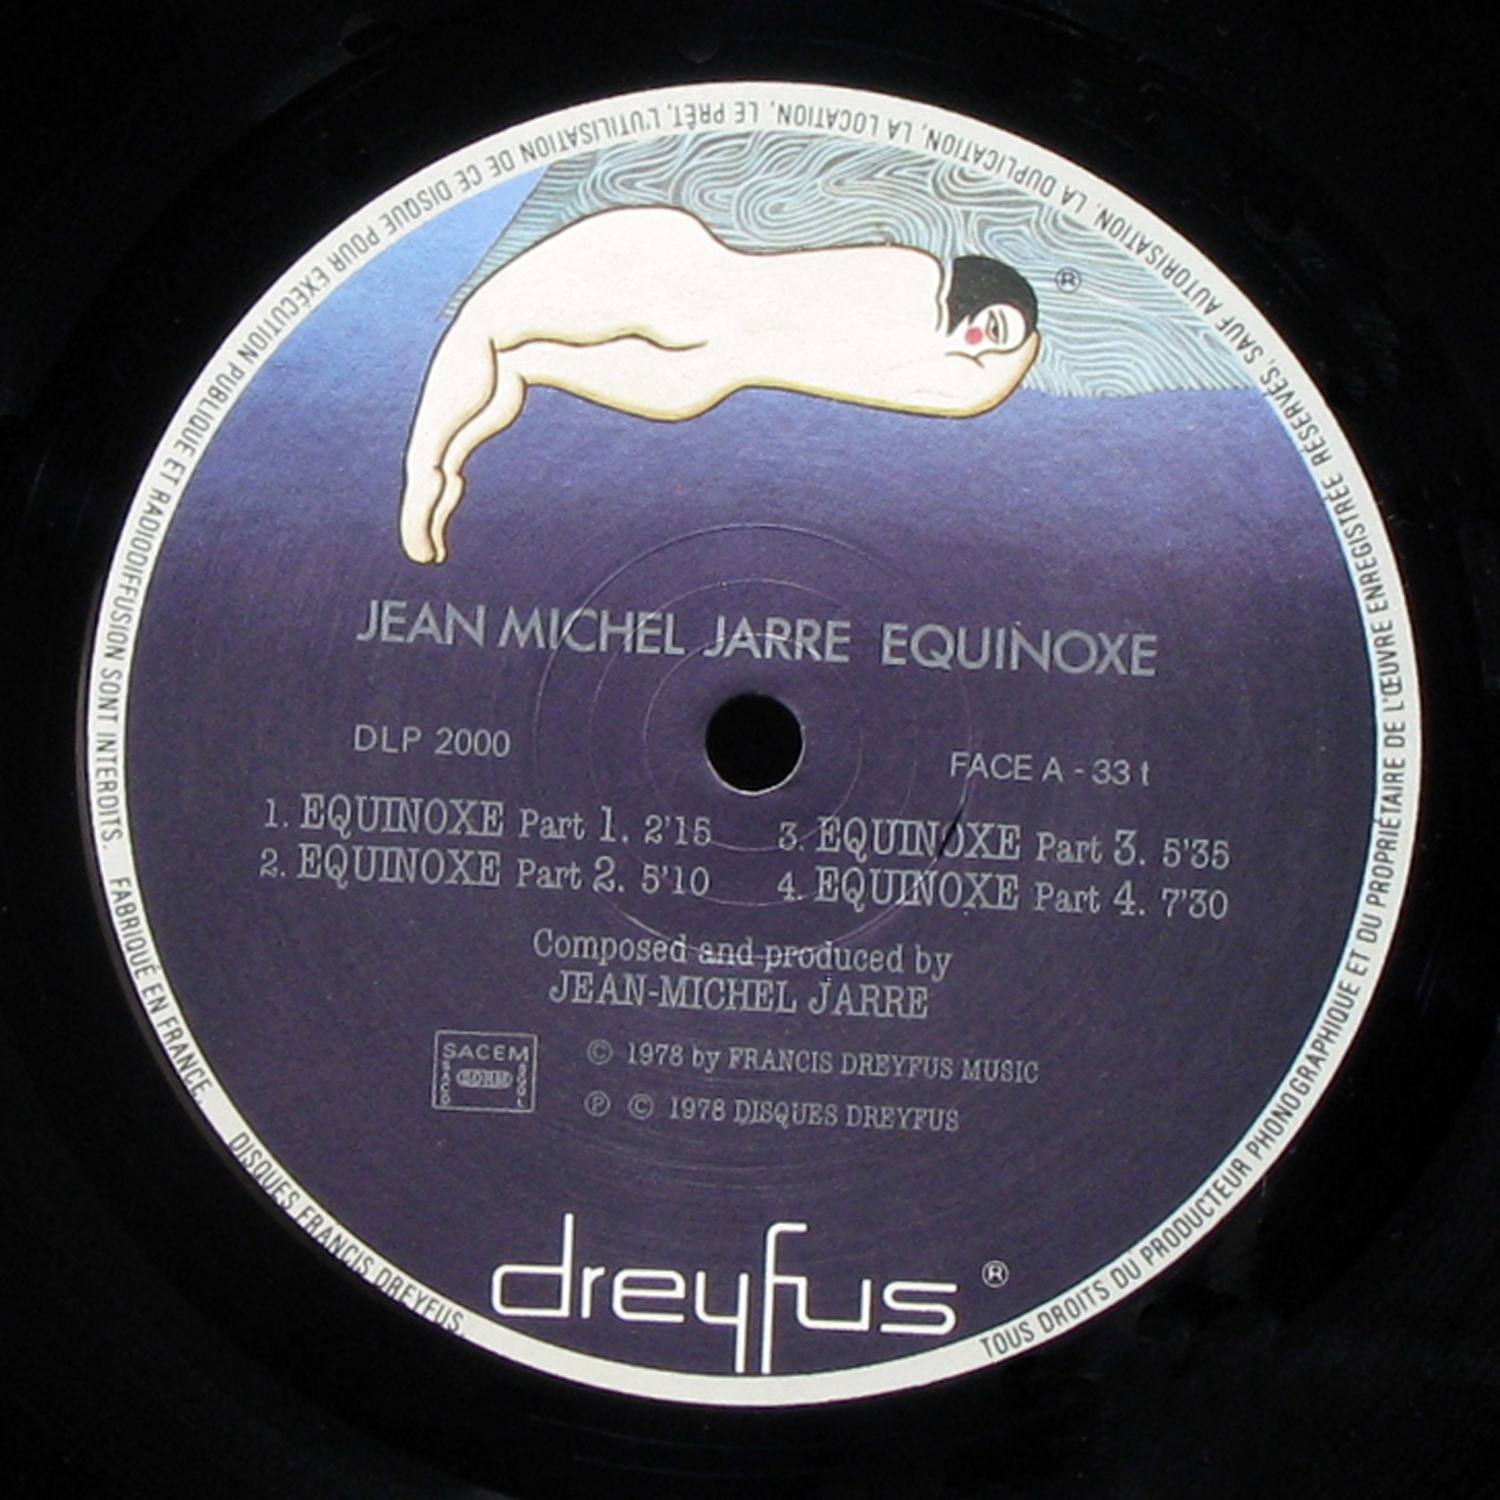 TOUS DROITS DU PRODUCTEUR PHONOGRAPHIQUE ET DU PROPRIÉTAIRE DE L'ŒUVRE ENREGISTRÉE RÉSERVÉS. SAUF AUTORISATION, LA DUPLICATION, LA LOCATION, LE PRÊT, L'UTILISATION DE CE DISQUE POUR EXÉCUTION PUBLIQUE ET RADIODIFFUSION SONT INTERDITS. FABRIQUÉ EN FRANCE. DISQUES FRANCIS DREYFUS.
®
JEAN MICHEL JARRE EQUINOXE
DLP 2000
FACE A - 33 t
1. EQUINOXE Part 1. 2'15
2. EQUINOXE Part 2. 5'10
3. EQUINOXE Part 3. 5'35
4. EQUINOXE Part 4. 7'30
Composed and produced by
JEAN-MICHEL JARRE
SACEM
© 1978 by FRANCIS DREYFUS MUSIC
℗ © 1978 DISQUES DREYFUS
dreyfus ®